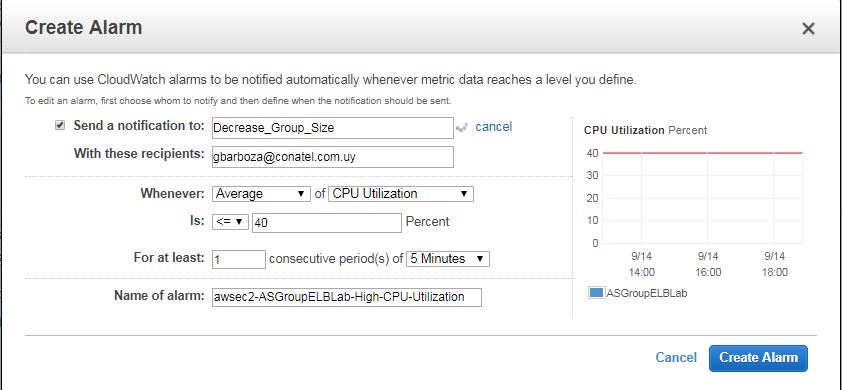 Create Alarm
You can use CloudWatch alarms to be notified automatically whenever metric data reaches a level you define.
To edit an alarm, first choose whom to notify and then define when the notification should be sent.
Send a notification to: Decrease_Group_Size cancel
With these recipients: gbarboza@conatel.com.uy
Whenever: Average of CPU Utilization
Is: <= 40 Percent
For at least: 1 consecutive period(s) of 5 Minutes
Name of alarm: awsec2-ASGroupELBLab-High-CPU-Utilization
CPU Utilization Percent
40
30
20
10
0
9/14 9/14 9/14
14:00 16:00 18:00
ASGroupELBLab
Cancel Create Alarm